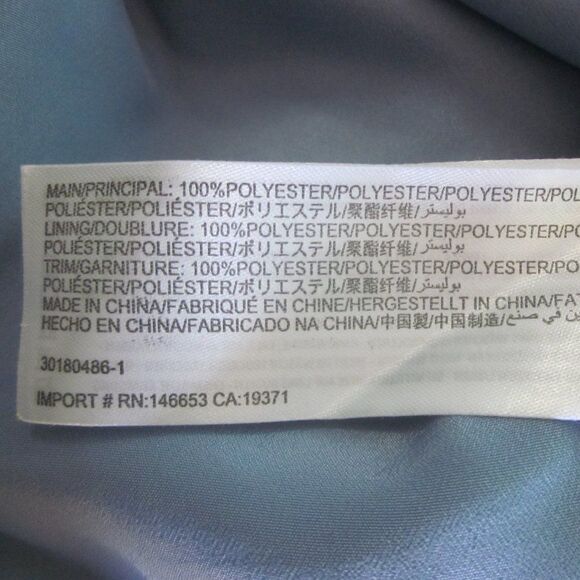 MAIN/PRINCIPAL: 100%POLYESTER/POLYESTER/POLYESTER/POL
POLIÉSTER/POLIÉSTER/ポリエステル/聚酯纤维/بوليستر
LINING/DOUBLURE: 100%POLYESTER/POLYESTER/POLYESTER/PO
POLIÉSTER/POLIÉSTER/ポリエステル/聚酯纤维/بوليستر
TRIM/GARNITURE: 100%POLYESTER/POLYESTER/POLYESTER/PO
POLIÉSTER/POLIÉSTER/ポリエステル/聚酯纤维/بوليستر
MADE IN CHINA/FABRIQUÉ EN CHINE/HERGESTELLT IN CHINA/FA
HECHO EN CHINA/FABRICADO NA CHINA/中国製/中国制造/صنع في
30180486-1
IMPORT # RN:146653 CA:19371